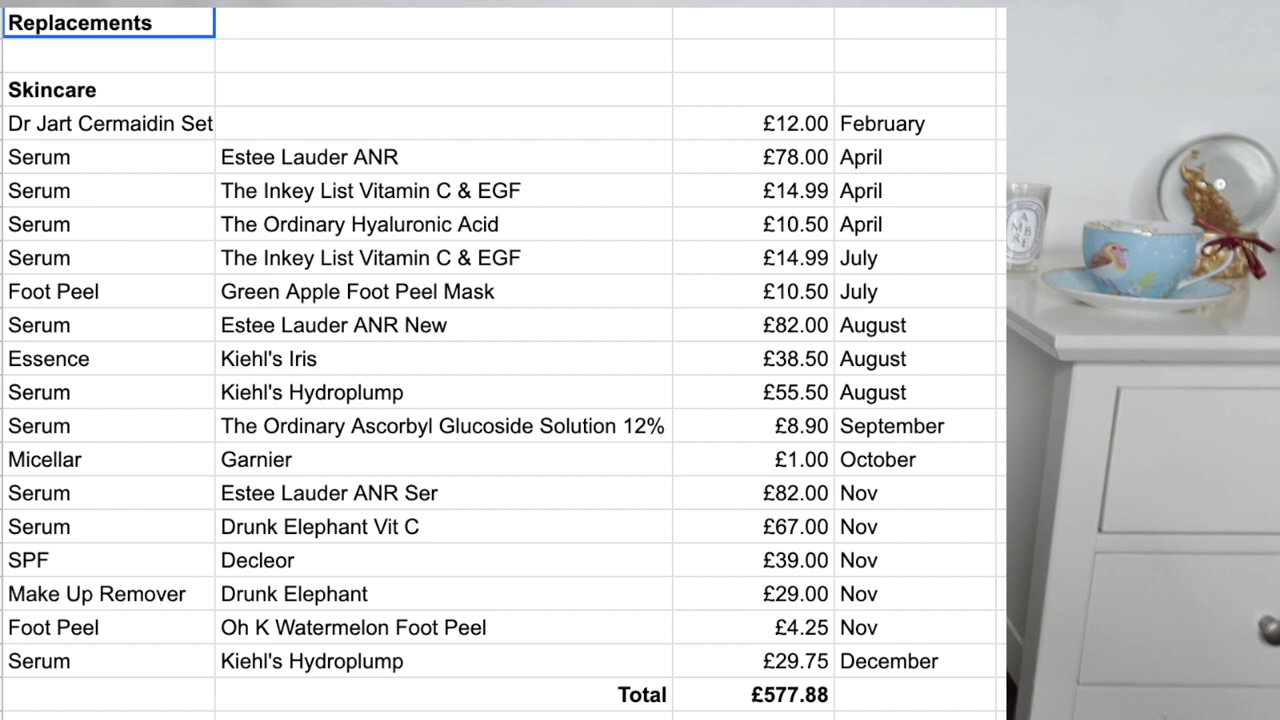 Replacements
Skincare
Dr Jart Cermaidin Set £12.00 February
Serum Estee Lauder ANR £78.00 April
Serum The Inkey List Vitamin C & EGF £14.99 April
Serum The Ordinary Hyaluronic Acid £10.50 April
Serum The Inkey List Vitamin C & EGF £14.99 July
Foot Peel Green Apple Foot Peel Mask £10.50 July
Serum Estee Lauder ANR New £82.00 August
Essence Kiehl's Iris £38.50 August
Serum Kiehl's Hydroplump £55.50 August
Serum The Ordinary Ascorbyl Glucoside Solution 12% £8.90 September
Micellar Garnier £1.00 October
Serum Estee Lauder ANR Ser £82.00 Nov
Serum Drunk Elephant Vit C £67.00 Nov
SPF Decleor £39.00 Nov
Make Up Remover Drunk Elephant £29.00 Nov
Foot Peel Oh K Watermelon Foot Peel £4.25 Nov
Serum Kiehl's Hydroplump £29.75 December
Total £577.88
A
MB
RE